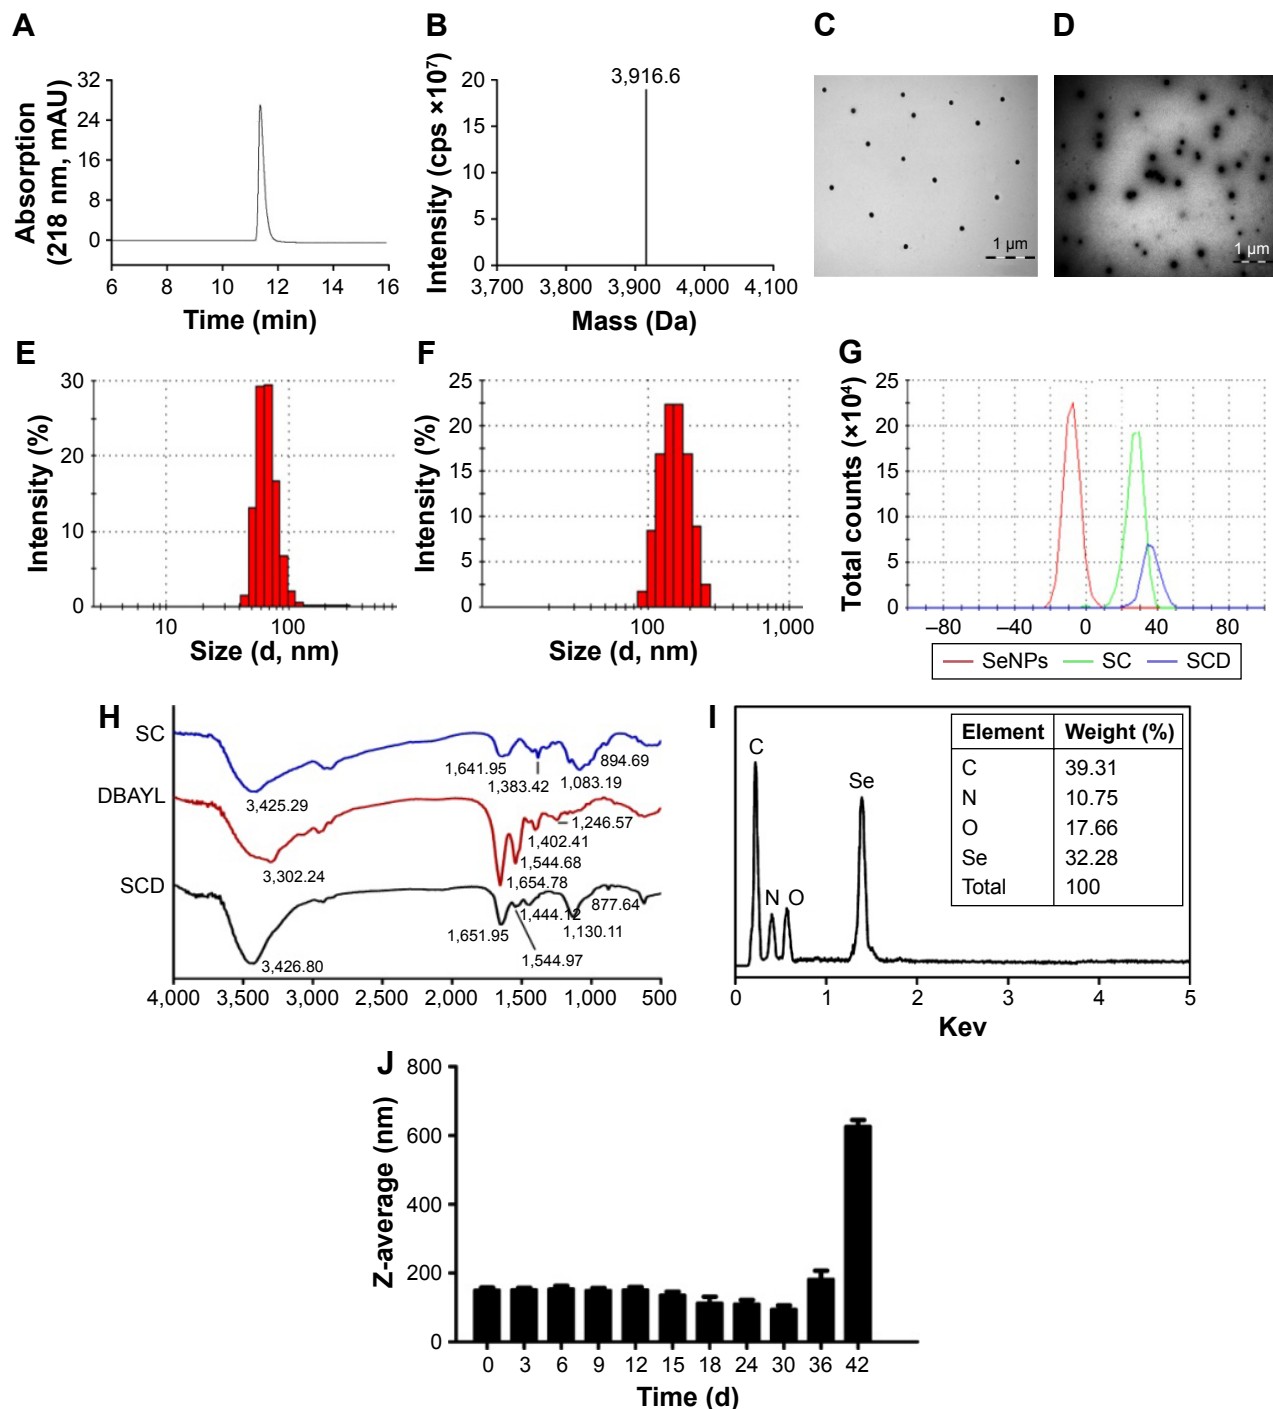 A
Absorption
(218 nm, mAU)
32
24
16
8
0
6 8 10 12 14 16
Time (min)
B
Intensity (cps ×10⁷)
20
15
10
5
0
3,916.6
3,700 3,800 3,900 4,000 4,100
Mass (Da)
C
1 µm
D
1 µm
E
Intensity (%)
30
20
10
0
10 100
Size (d, nm)
F
Intensity (%)
25
20
15
10
5
0
100 1,000
Size (d, nm)
G
Total counts (×10⁴)
25
20
15
10
5
0
–80 –40 0 40 80
SeNPs SC SCD
H
SC
3,425.29
1,641.95
1,383.42
1,083.19
894.69
DBAYL
3,302.24
1,654.78
1,544.68
1,402.41
1,246.57
SCD
3,426.80
1,651.95
1,544.97
1,444.12
1,130.11
877.64
4,000 3,500 3,000 2,500 2,000 1,500 1,000 500
I
C
N O
Se
Element Weight (%)
C 39.31
N 10.75
O 17.66
Se 32.28
Total 100
0 1 2 3 4 5
Kev
J
Z-average (nm)
800
600
400
200
0
0 3 6 9 12 15 18 24 30 36 42
Time (d)